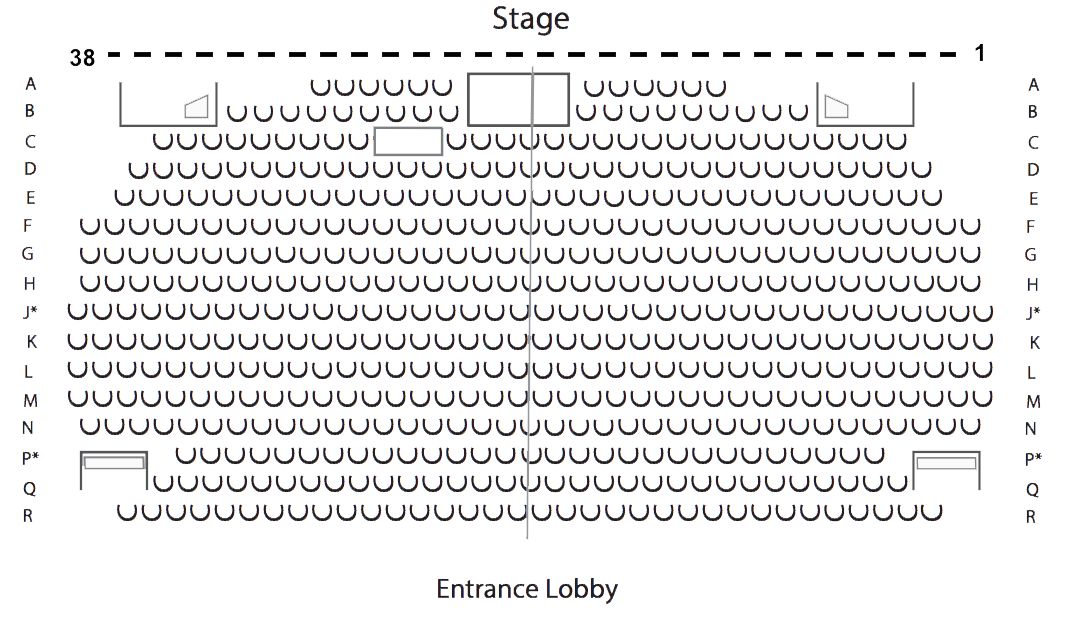 Stage
38 1
A A
B B
C C
D D
E E
F F
G G
H H
J* J*
K K
L L
M M
N N
P* P*
Q Q
R R
Entrance Lobby